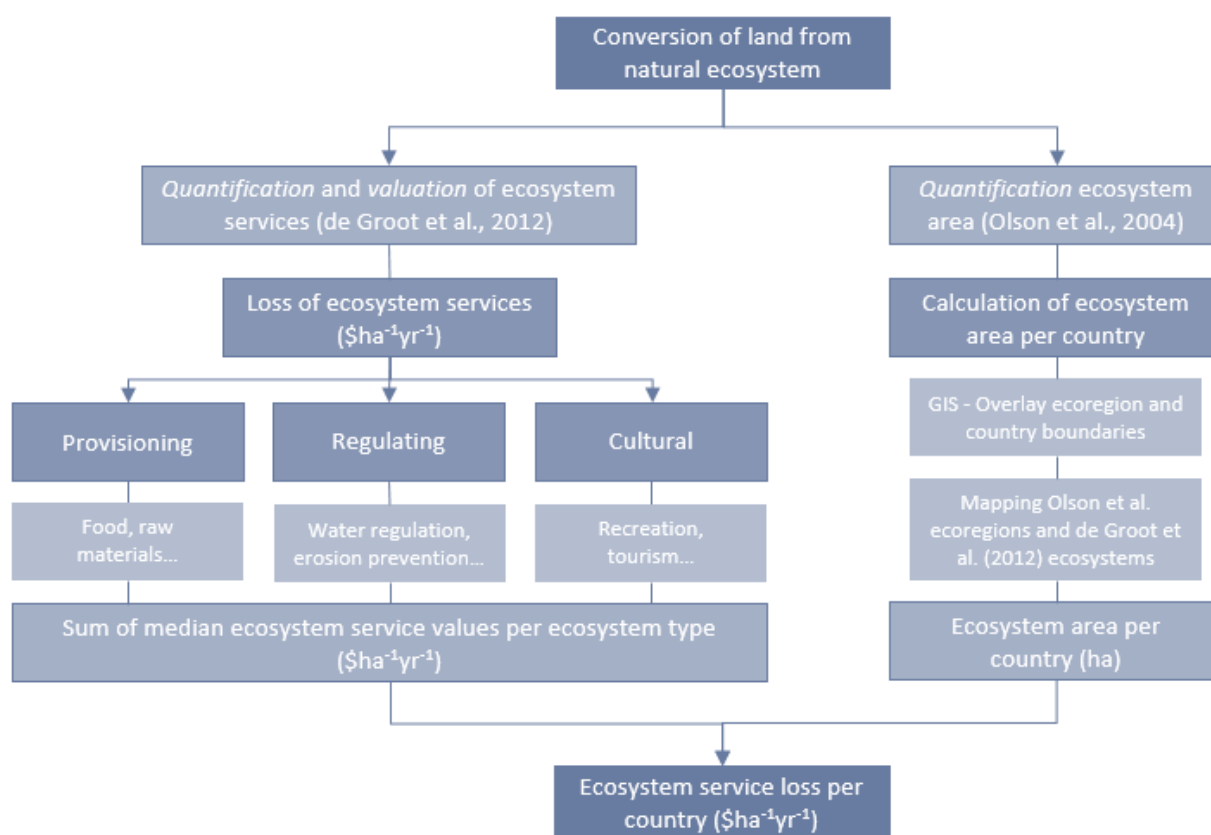 Conversion of land from
natural ecosystem
Quantification and valuation of ecosystem
services (de Groot et al., 2012)
Quantification ecosystem
area (Olson et al., 2004)
Loss of ecosystem services
($ha⁻¹yr⁻¹)
Calculation of ecosystem
area per country
Provisioning
Regulating
Cultural
GIS - Overlay ecoregion and
country boundaries
Food, raw
materials…
Water regulation,
erosion prevention…
Recreation,
tourism…
Mapping Olson et al.
ecoregions and de Groot et
al. (2012) ecosystems
Sum of median ecosystem service values per ecosystem type
($ha⁻¹yr⁻¹)
Ecosystem area per
country (ha)
Ecosystem service loss per
country ($ha⁻¹yr⁻¹)